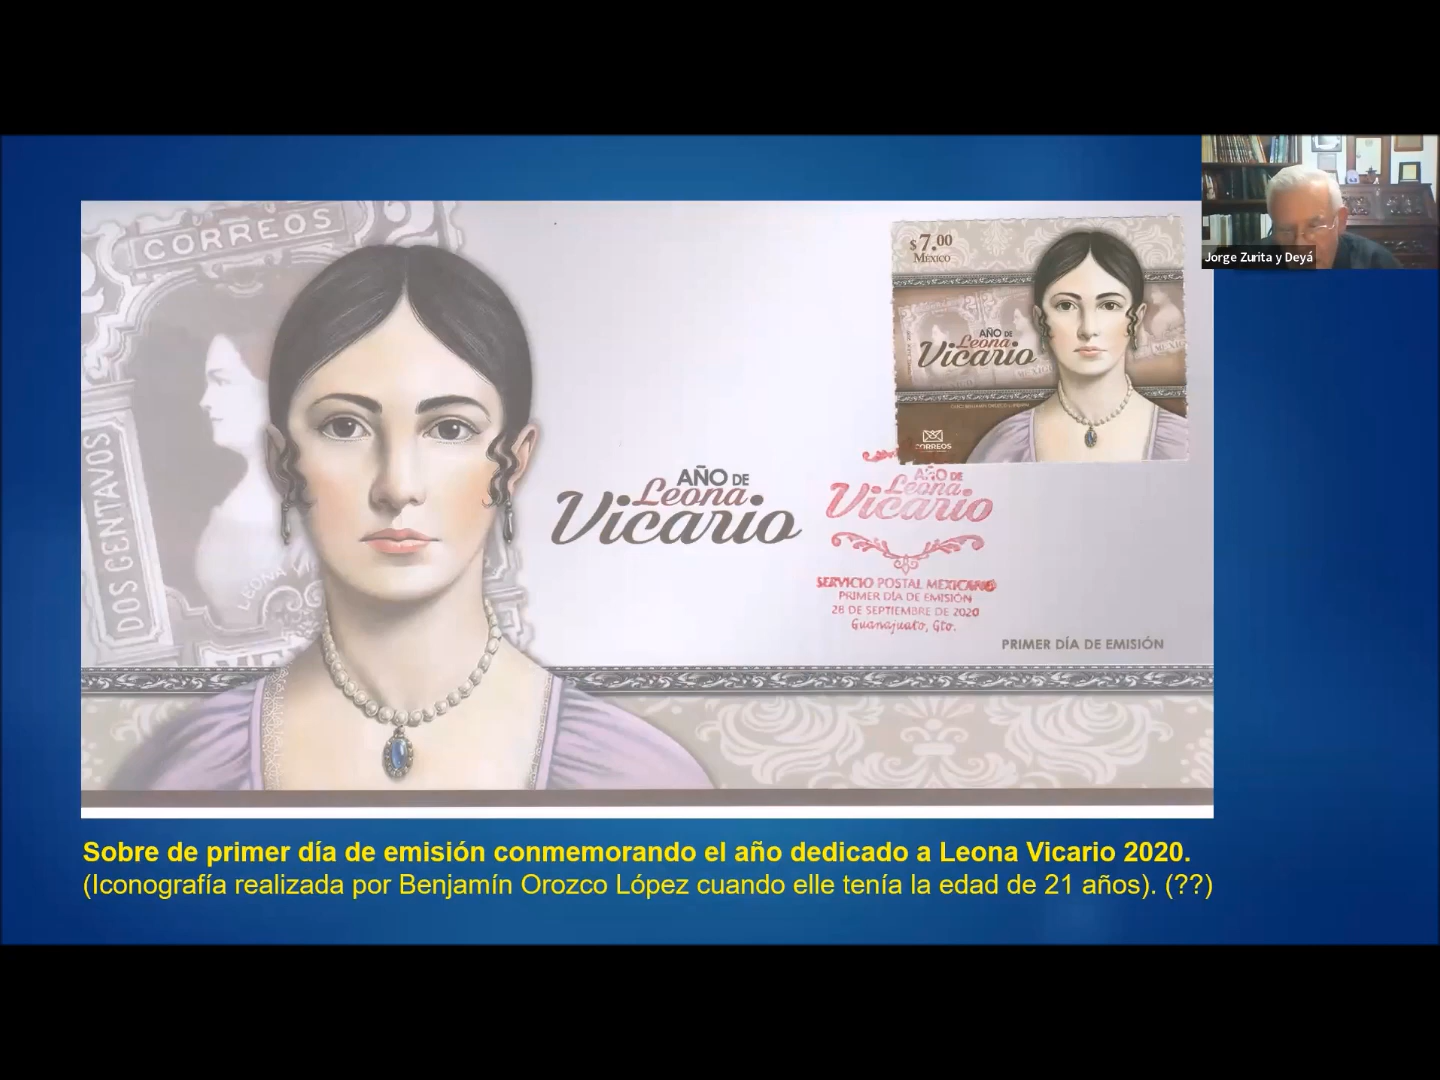 CORREOS
DOS CENTAVOS
LEONA
AÑO DE
Leona
Vicario
$7.00
MEXICO
AÑO DE
Leona
Vicario
CORREOS
AÑO DE
Leona
Vicario
SERVICIO POSTAL MEXICANO
PRIMER DÍA DE EMISIÓN
28 DE SEPTIEMBRE DE 2020
Guanajuato, Gto.
PRIMER DÍA DE EMISIÓN
Jorge Zurita y Deyá
Sobre de primer día de emisión conmemorando el año dedicado a Leona Vicario 2020.
(Iconografía realizada por Benjamín Orozco López cuando elle tenía la edad de 21 años). (??)